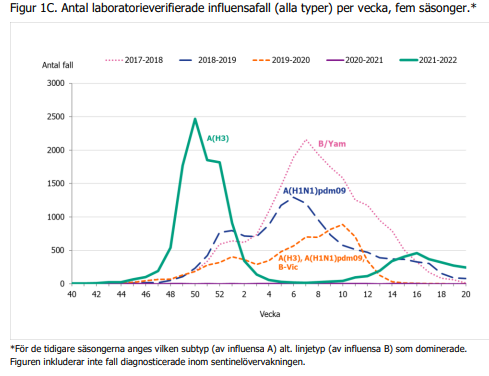 Figur 1C. Antal laboratorieverifierade influensafall (alla typer) per vecka, fem säsonger.*
Antal fall
2017-2018 2018-2019 2019-2020 2020-2021 2021-2022
3000
2500
2000
1500
1000
500
0
A(H3)
B/Yam
A(H1N1)pdm09
A(H3), A(H1N1)pdm09,
B-Vic
40 42 44 46 48 50 52 2 4 6 8 10 12 14 16 18 20
Vecka
*För de tidigare säsongerna anges vilken subtyp (av influensa A) alt. linjetyp (av influensa B) som dominerade.
Figuren inkluderar inte fall diagnosticerade inom sentinelövervakningen.